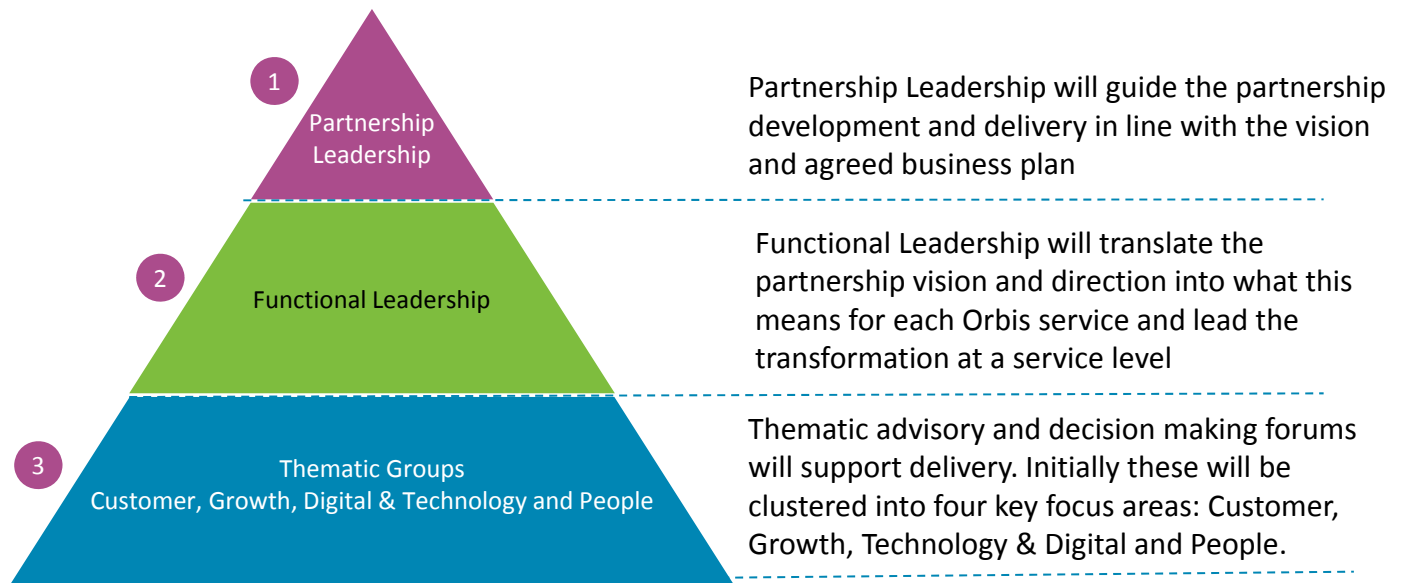 1
Partnership
Leadership
Partnership Leadership will guide the partnership
development and delivery in line with the vision
and agreed business plan
2
Functional Leadership
Functional Leadership will translate the
partnership vision and direction into what this
means for each Orbis service and lead the
transformation at a service level
3
Thematic Groups
Customer, Growth, Digital & Technology and People
Thematic advisory and decision making forums
will support delivery. Initially these will be
clustered into four key focus areas: Customer,
Growth, Technology & Digital and People.